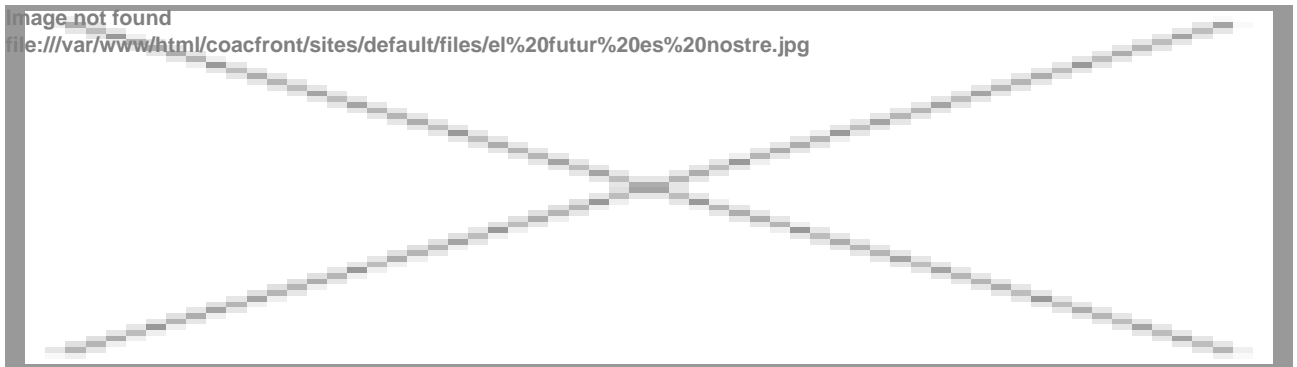 Image not found
file:///var/www/html/coacfront/sites/default/files/el%20futur%20es%20nostre.jpg